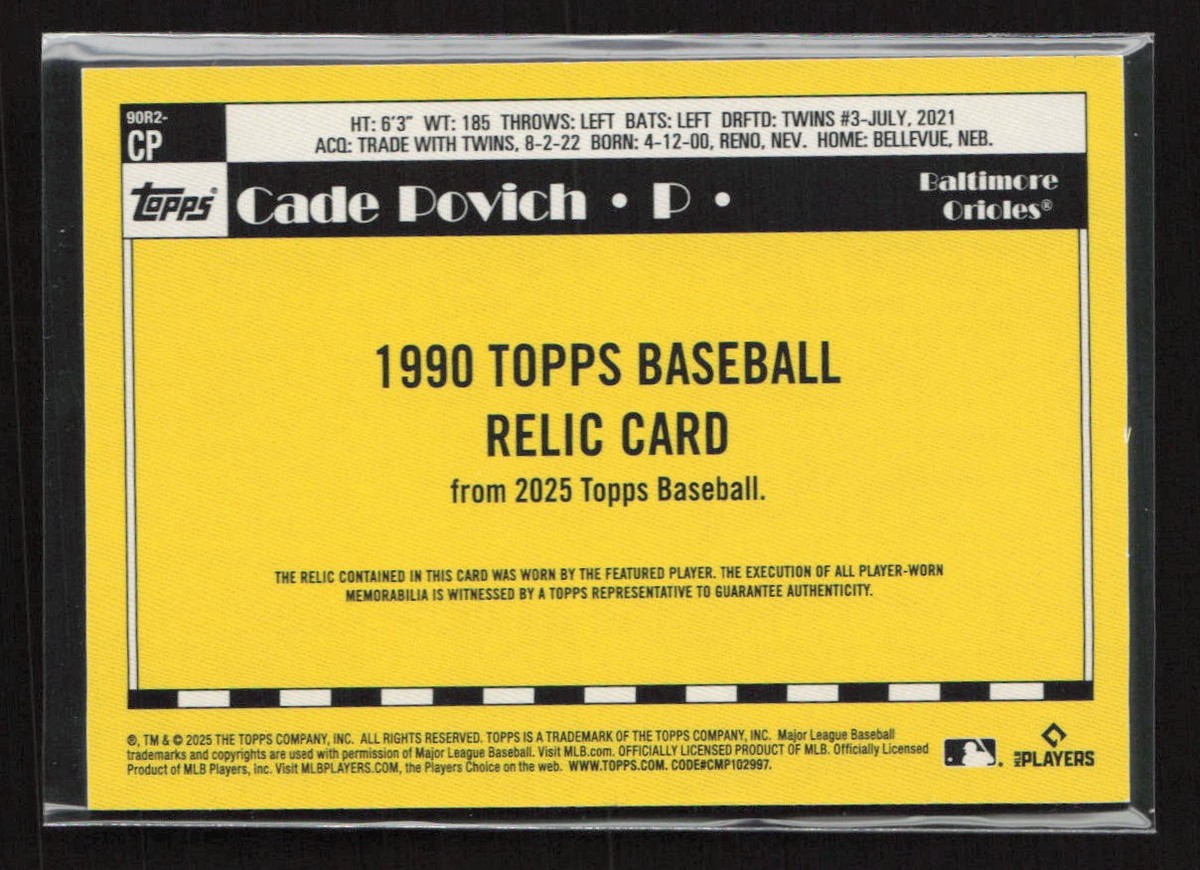 90R2-
CP
HT: 6'3" WT: 185 THROWS: LEFT BATS: LEFT DRFTD: TWINS #3-JULY, 2021
ACQ: TRADE WITH TWINS, 8-2-22 BORN: 4-12-00, RENO, NEV. HOME: BELLEVUE, NEB.
Topps®
Cade Povich • P •
Baltimore
Orioles®
1990 TOPPS BASEBALL
RELIC CARD
from 2025 Topps Baseball.
THE RELIC CONTAINED IN THIS CARD WAS WORN BY THE FEATURED PLAYER. THE EXECUTION OF ALL PLAYER-WORN
MEMORABILIA IS WITNESSED BY A TOPPS REPRESENTATIVE TO GUARANTEE AUTHENTICITY.
®, TM & © 2025 THE TOPPS COMPANY, INC. ALL RIGHTS RESERVED. TOPPS IS A TRADEMARK OF THE TOPPS COMPANY, INC. Major League Baseball
trademarks and copyrights are used with permission of Major League Baseball. Visit MLB.com. OFFICIALLY LICENSED PRODUCT OF MLB. Officially Licensed
Product of MLB Players, Inc. Visit MLBPLAYERS.COM, the Players Choice on the web. WWW.TOPPS.COM. CODE#CMP102997.
MLB PLAYERS